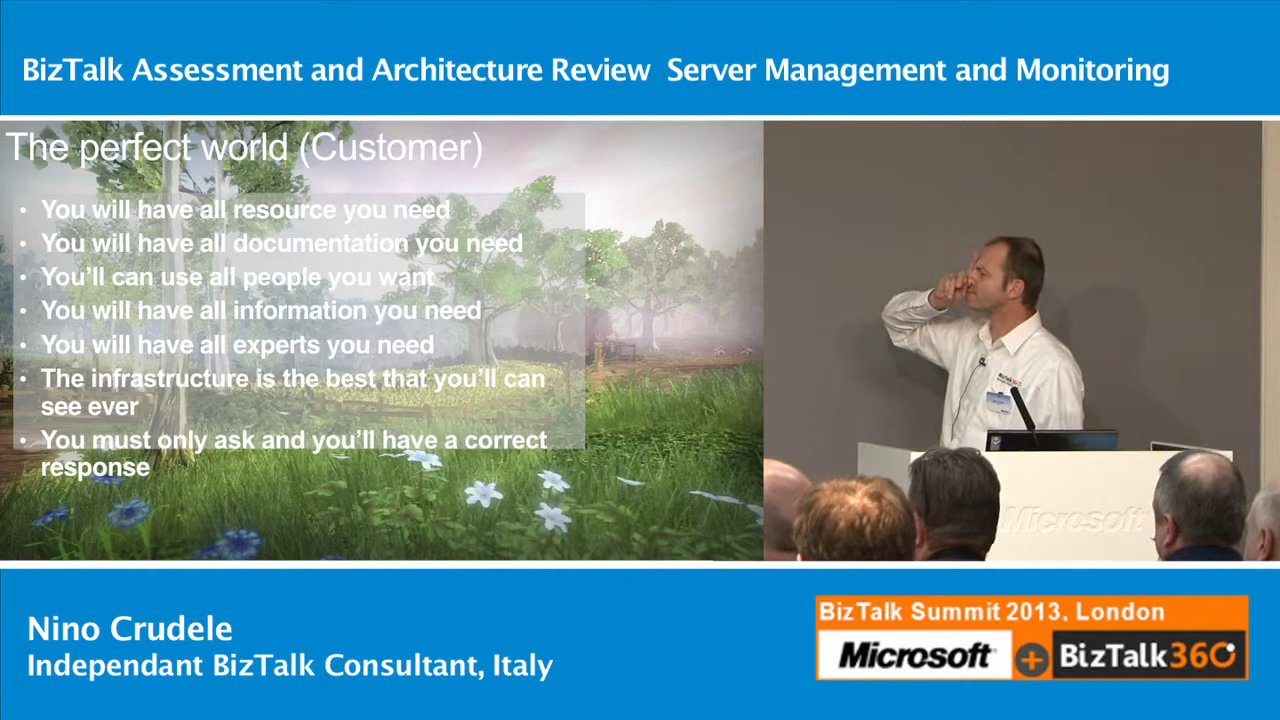 BizTalk Assessment and Architecture Review  Server Management and Monitoring
The perfect world (Customer)
• You will have all resource you need
• You will have all documentation you need
• You'll can use all people you want
• You will have all information you need
• You will have all experts you need
• The infrastructure is the best that you'll can
see ever
• You must only ask and you'll have a correct
response
BizTalk360
Microsoft
Nino Crudele
Independant BizTalk Consultant, Italy
BizTalk Summit 2013, London
Microsoft + BizTalk360